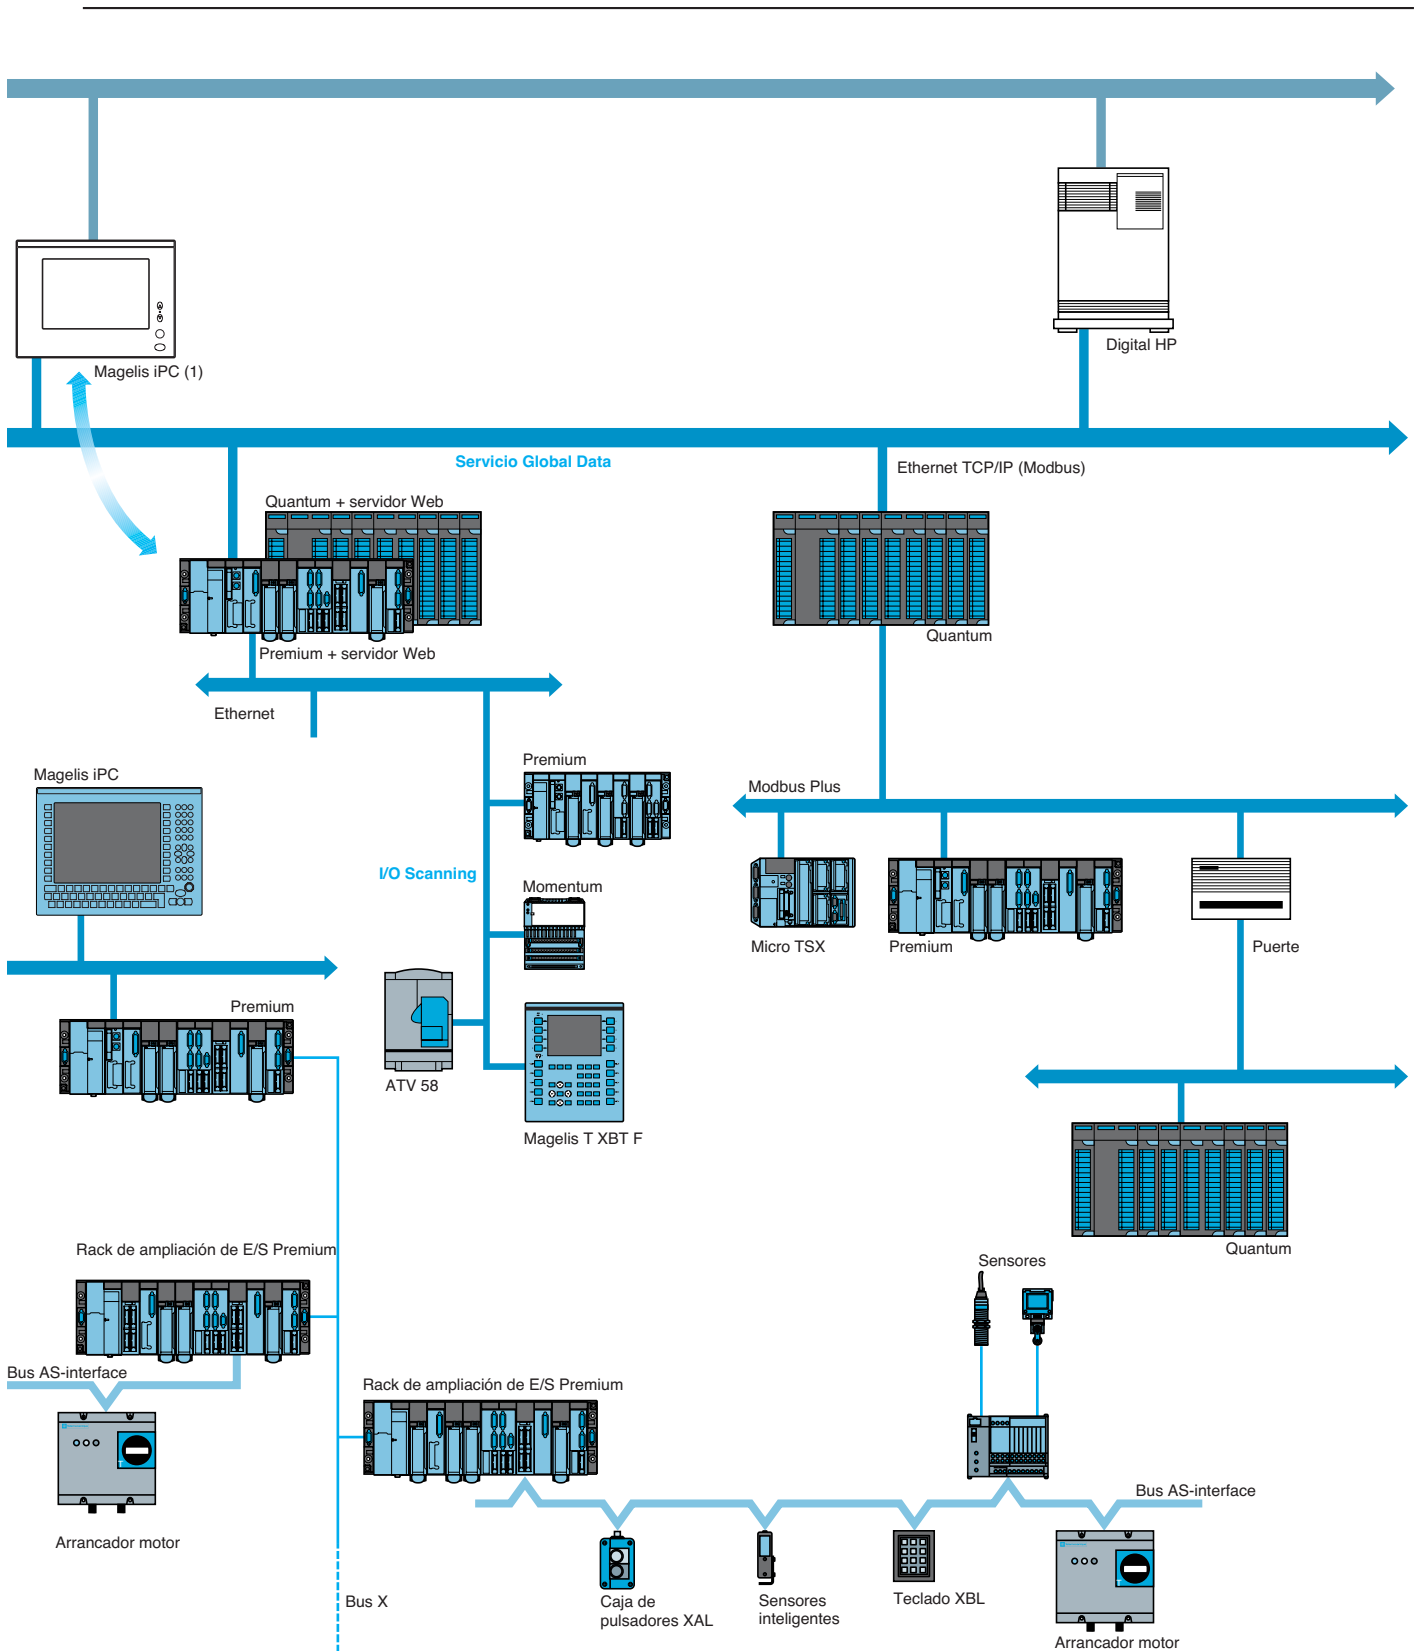 Digital HP
Magelis iPC (1)
Servicio Global Data
Ethernet TCP/IP (Modbus)
Quantum + servidor Web
Quantum
Premium + servidor Web
Ethernet
Premium
Magelis iPC
Modbus Plus
I/O Scanning
Momentum
Micro TSX
Premium
Puerte
Premium
ATV 58
Magelis T XBT F
Quantum
Rack de ampliación de E/S Premium
Sensores
Bus AS-interface
Rack de ampliación de E/S Premium
Bus AS-interface
Arrancador motor
Bus X
Caja de
pulsadores XAL
Sensores
inteligentes
Teclado XBL
Arrancador motor